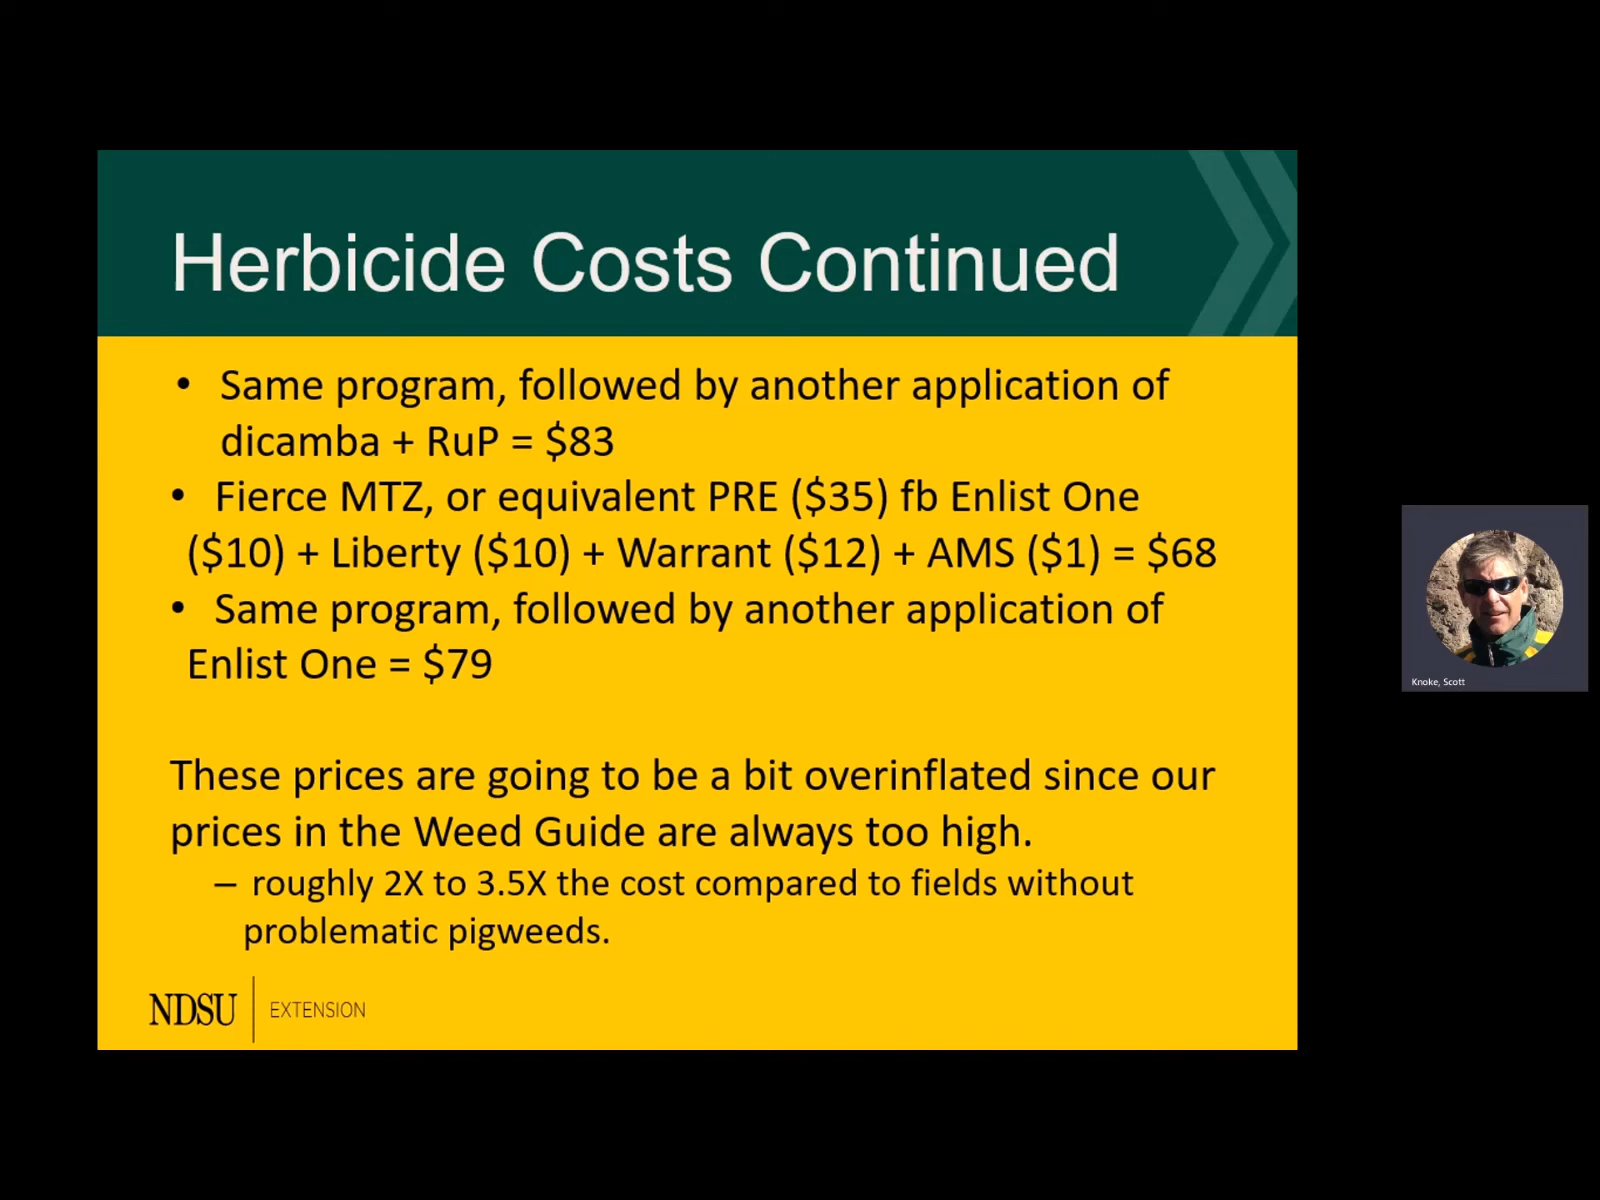 Herbicide Costs Continued
• Same program, followed by another application of
dicamba + RuP = $83
• Fierce MTZ, or equivalent PRE ($35) fb Enlist One
($10) + Liberty ($10) + Warrant ($12) + AMS ($1) = $68
• Same program, followed by another application of
Enlist One = $79
These prices are going to be a bit overinflated since our
prices in the Weed Guide are always too high.
– roughly 2X to 3.5X the cost compared to fields without
problematic pigweeds.
NDSU EXTENSION
Knoke, Scott